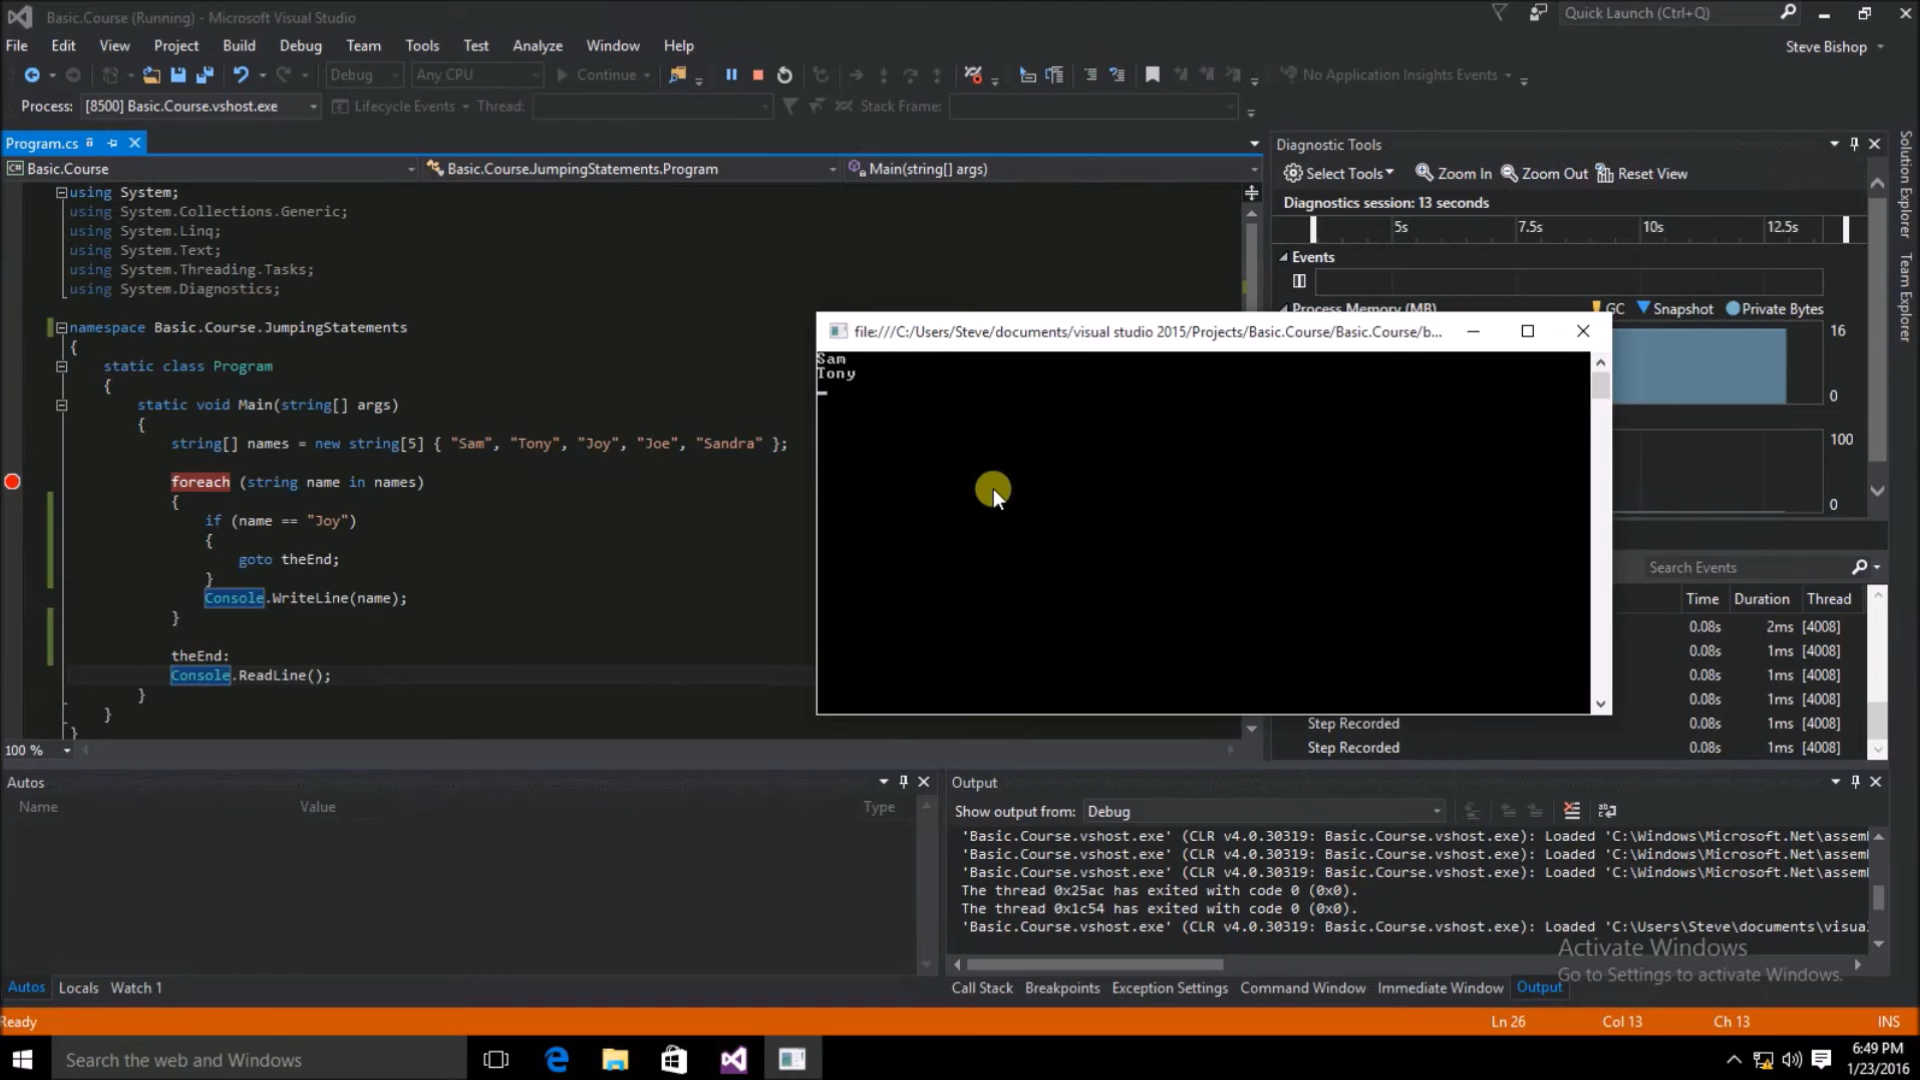 Basic.Course (Running) - Microsoft Visual Studio
Quick Launch (Ctrl+Q)
File Edit View Project Build Debug Team Tools Test Analyze Window Help
Steve Bishop
Debug Any CPU Continue
No Application Insights Events
Process: [8500] Basic.Course.vshost.exe Lifecycle Events Thread: Stack Frame:
Program.cs
C# Basic.Course Basic.Course.JumpingStatements.Program Main(string[] args)
using System;
using System.Collections.Generic;
using System.Linq;
using System.Text;
using System.Threading.Tasks;
using System.Diagnostics;
namespace Basic.Course.JumpingStatements
{
static class Program
{
static void Main(string[] args)
{
string[] names = new string[5] { "Sam", "Tony", "Joy", "Joe", "Sandra" };
foreach (string name in names)
{
if (name == "Joy")
{
goto theEnd;
}
Console.WriteLine(name);
}
theEnd:
Console.ReadLine();
}
}
}
100 %
file:///C:/Users/Steve/documents/visual studio 2015/Projects/Basic.Course/Basic.Course/b...
Sam
Tony
Diagnostic Tools
Select Tools Zoom In Zoom Out Reset View
Diagnostics session: 13 seconds
5s 7.5s 10s 12.5s
Events
Process Memory (MB) GC Snapshot Private Bytes
16
0
100
0
Search Events
Time Duration Thread
0.08s 2ms [4008]
0.08s 1ms [4008]
0.08s 1ms [4008]
0.08s 1ms [4008]
Step Recorded 0.08s 1ms [4008]
Step Recorded 0.08s 1ms [4008]
Solution Explorer
Team Explorer
Autos
Name Value Type
Autos Locals Watch 1
Output
Show output from: Debug
'Basic.Course.vshost.exe' (CLR v4.0.30319: Basic.Course.vshost.exe): Loaded 'C:\Windows\Microsoft.Net\assem
'Basic.Course.vshost.exe' (CLR v4.0.30319: Basic.Course.vshost.exe): Loaded 'C:\Windows\Microsoft.Net\assem
'Basic.Course.vshost.exe' (CLR v4.0.30319: Basic.Course.vshost.exe): Loaded 'C:\Windows\Microsoft.Net\assem
The thread 0x25ac has exited with code 0 (0x0).
The thread 0x1c54 has exited with code 0 (0x0).
'Basic.Course.vshost.exe' (CLR v4.0.30319: Basic.Course.vshost.exe): Loaded 'C:\Users\Steve\documents\visua
Activate Windows
Go to Settings to activate Windows.
Call Stack Breakpoints Exception Settings Command Window Immediate Window Output
Ready Ln 26 Col 13 Ch 13 INS
Search the web and Windows
6:49 PM
1/23/2016